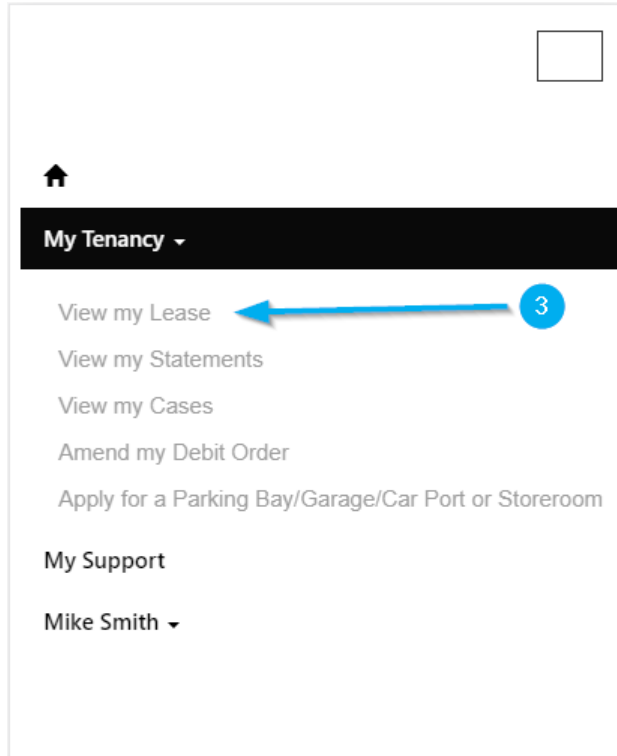 My Tenancy
View my Lease
3
View my Statements
View my Cases
Amend my Debit Order
Apply for a Parking Bay/Garage/Car Port or Storeroom
My Support
Mike Smith